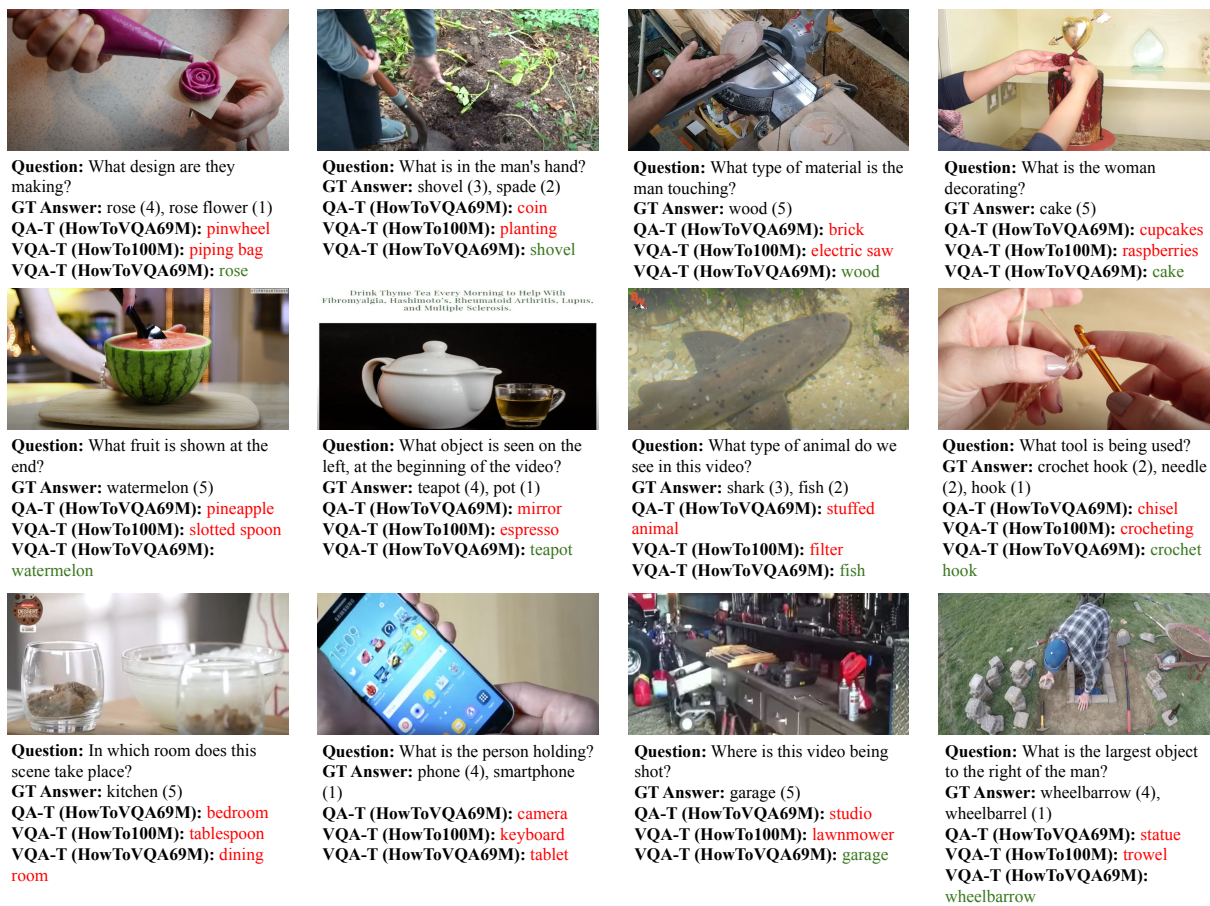 Question: What design are they
making?
GT Answer: rose (4), rose flower (1)
QA-T (HowToVQA69M): pinwheel
VQA-T (HowTo100M): piping bag
VQA-T (HowToVQA69M): rose
Question: What is in the man's hand?
GT Answer: shovel (3), spade (2)
QA-T (HowToVQA69M): coin
VQA-T (HowTo100M): planting
VQA-T (HowToVQA69M): shovel
Question: What type of material is the
man touching?
GT Answer: wood (5)
QA-T (HowToVQA69M): brick
VQA-T (HowTo100M): electric saw
VQA-T (HowToVQA69M): wood
Question: What is the woman
decorating?
GT Answer: cake (5)
QA-T (HowToVQA69M): cupcakes
VQA-T (HowTo100M): raspberries
VQA-T (HowToVQA69M): cake
Question: What fruit is shown at the
end?
GT Answer: watermelon (5)
QA-T (HowToVQA69M): pineapple
VQA-T (HowTo100M): slotted spoon
VQA-T (HowToVQA69M):
watermelon
Drink Thyme Tea Every Morning to Help With
Fibromyalgia, Hashimoto's, Rheumatoid Arthritis, Lupus,
and Multiple Sclerosis.
Question: What object is seen on the
left, at the beginning of the video?
GT Answer: teapot (4), pot (1)
QA-T (HowToVQA69M): mirror
VQA-T (HowTo100M): espresso
VQA-T (HowToVQA69M): teapot
Question: What type of animal do we
see in this video?
GT Answer: shark (3), fish (2)
QA-T (HowToVQA69M): stuffed
animal
VQA-T (HowTo100M): filter
VQA-T (HowToVQA69M): fish
Question: What tool is being used?
GT Answer: crochet hook (2), needle
(2), hook (1)
QA-T (HowToVQA69M): chisel
VQA-T (HowTo100M): crocheting
VQA-T (HowToVQA69M): crochet
hook
DESSERT
Question: In which room does this
scene take place?
GT Answer: kitchen (5)
QA-T (HowToVQA69M): bedroom
VQA-T (HowTo100M): tablespoon
VQA-T (HowToVQA69M): dining
room
SAMSUNG
15:09
Question: What is the person holding?
GT Answer: phone (4), smartphone
(1)
QA-T (HowToVQA69M): camera
VQA-T (HowTo100M): keyboard
VQA-T (HowToVQA69M): tablet
Question: Where is this video being
shot?
GT Answer: garage (5)
QA-T (HowToVQA69M): studio
VQA-T (HowTo100M): lawnmower
VQA-T (HowToVQA69M): garage
Question: What is the largest object
to the right of the man?
GT Answer: wheelbarrow (4),
wheelbarrel (1)
QA-T (HowToVQA69M): statue
VQA-T (HowTo100M): trowel
VQA-T (HowToVQA69M):
wheelbarrow